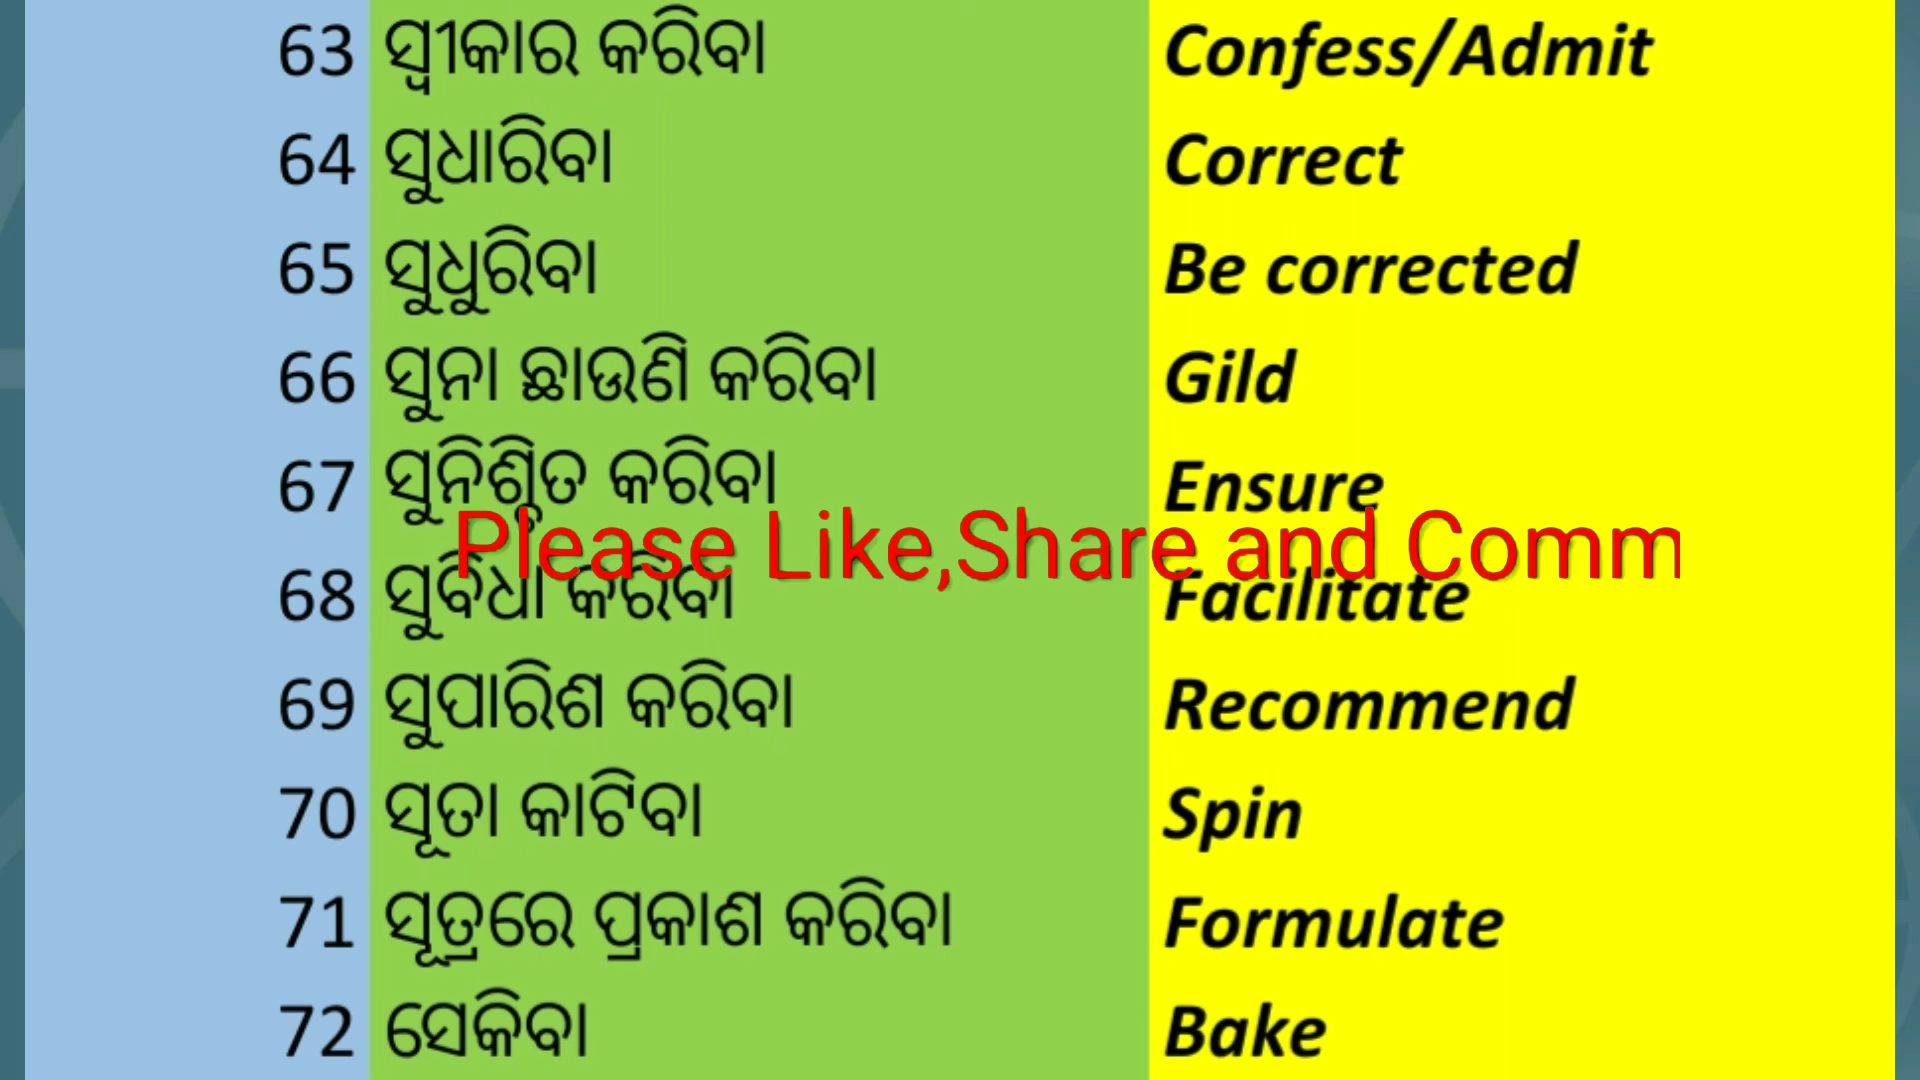 63 ସ୍ୱୀକାର କରିବା Confess/Admit
64 ସୁଧାରିବା Correct
65 ସୁଧୁରିବା Be corrected
66 ସୁନା ଛାଉଣି କରିବା Gild
67 ସୁନିଶ୍ଚିତ କରିବା Ensure
Please Like,Share and Comm
68 ସୁବିଧା କରିବା Facilitate
69 ସୁପାରିଶ କରିବା Recommend
70 ସୂତା କାଟିବା Spin
71 ସୂତ୍ରରେ ପ୍ରକାଶ କରିବା Formulate
72 ସେକିବା Bake